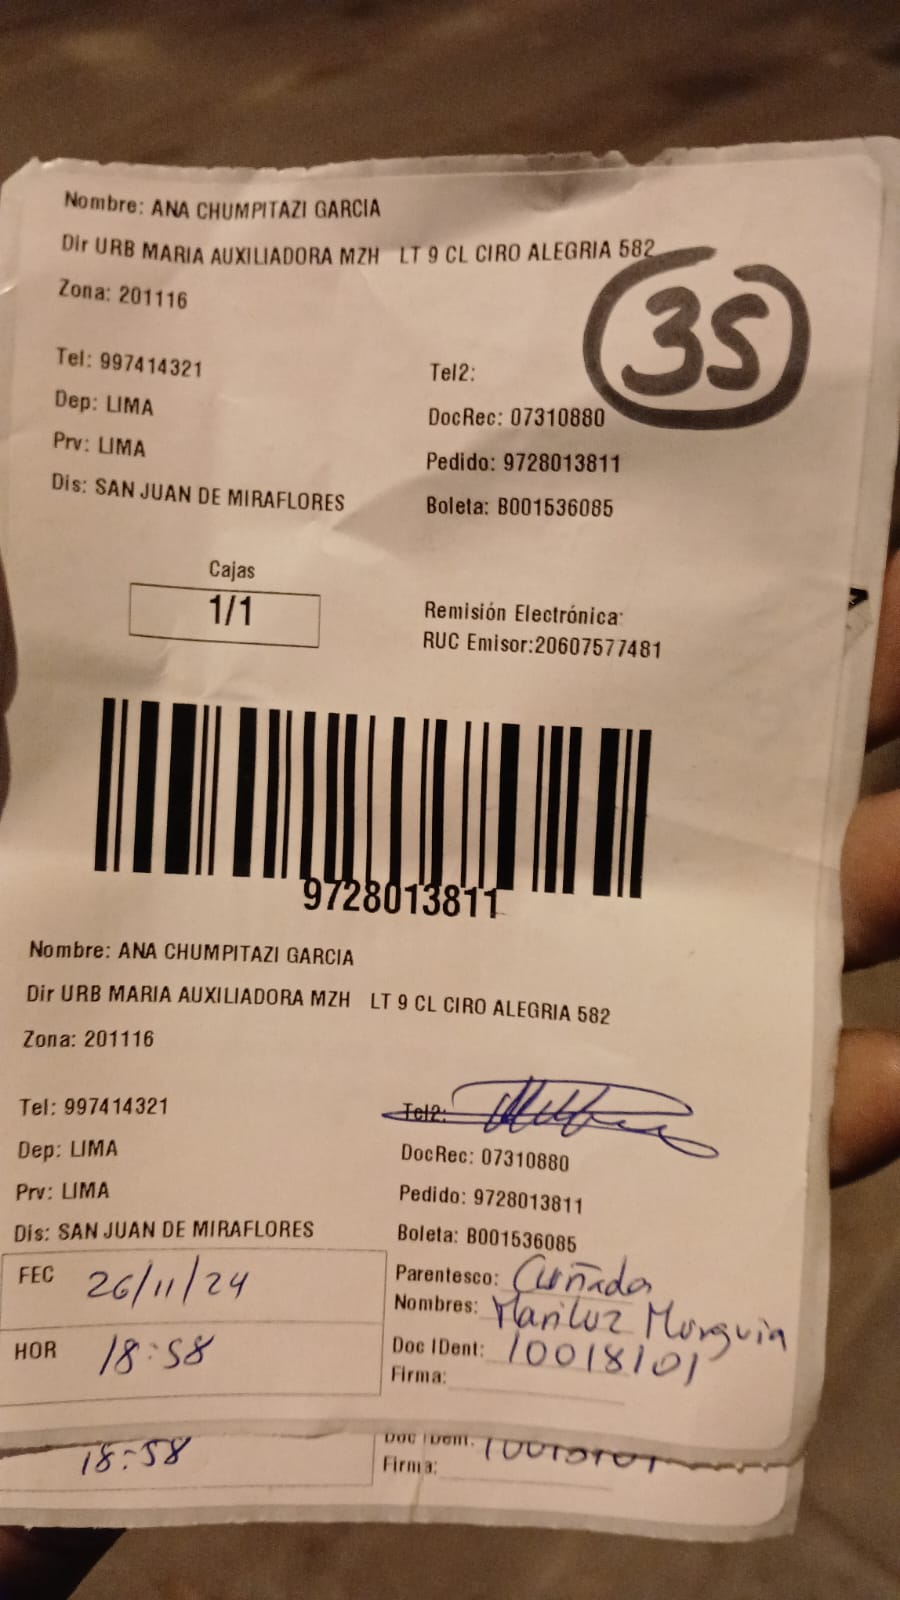 Nombre: ANA CHUMPITAZI GARCIA
Dir URB MARIA AUXILIADORA MZH LT 9 CL CIRO ALEGRIA 582
Zona: 201116
35
Tel: 997414321
Tel2:
Dep: LIMA
DocRec: 07310880
Prv: LIMA
Pedido: 9728013811
Dis: SAN JUAN DE MIRAFLORES
Boleta: B001536085
Cajas
1/1
Remisión Electrónica:
RUC Emisor:20607577481
9728013811
Nombre: ANA CHUMPITAZI GARCIA
Dir URB MARIA AUXILIADORA MZH LT 9 CL CIRO ALEGRIA 582
Zona: 201116
Tel: 997414321
Tel2:
Dep: LIMA
DocRec: 07310880
Prv: LIMA
Pedido: 9728013811
Dis: SAN JUAN DE MIRAFLORES
Boleta: B001536085
FEC 26/11/24
Parentesco: Cuñada
Nombres: Mariluz Murguia
HOR 18:58
Doc IDent: 10018101
Firma:
18:58
Doc IDent: 10018101
Firma: